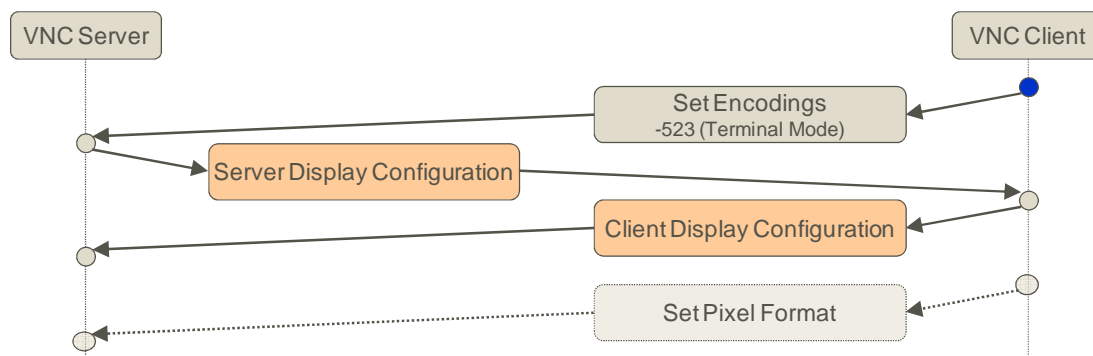 VNC Server
VNC Client
Set Encodings
-523 (Terminal Mode)
Server Display Configuration
Client Display Configuration
Set Pixel Format